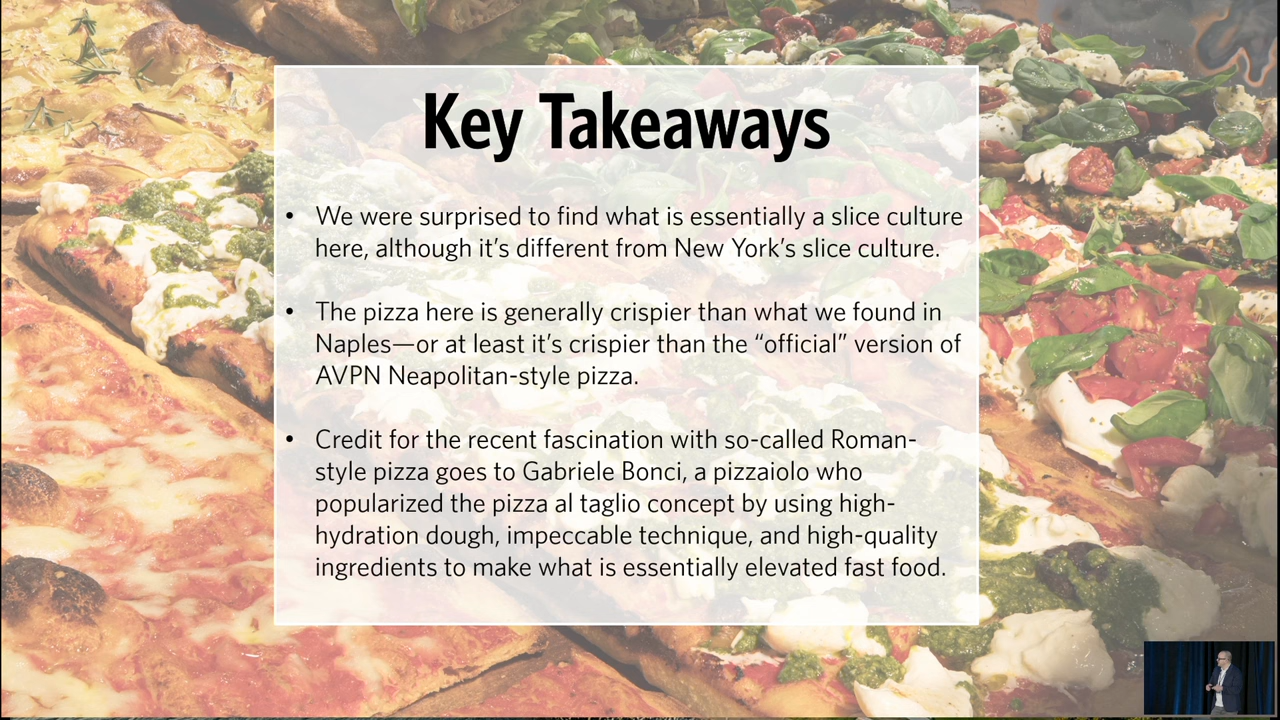 Key Takeaways
• We were surprised to find what is essentially a slice culture
here, although it’s different from New York’s slice culture.
• The pizza here is generally crispier than what we found in
Naples—or at least it’s crispier than the “official” version of
AVPN Neapolitan-style pizza.
• Credit for the recent fascination with so-called Roman-
style pizza goes to Gabriele Bonci, a pizzaiolo who
popularized the pizza al taglio concept by using high-
hydration dough, impeccable technique, and high-quality
ingredients to make what is essentially elevated fast food.